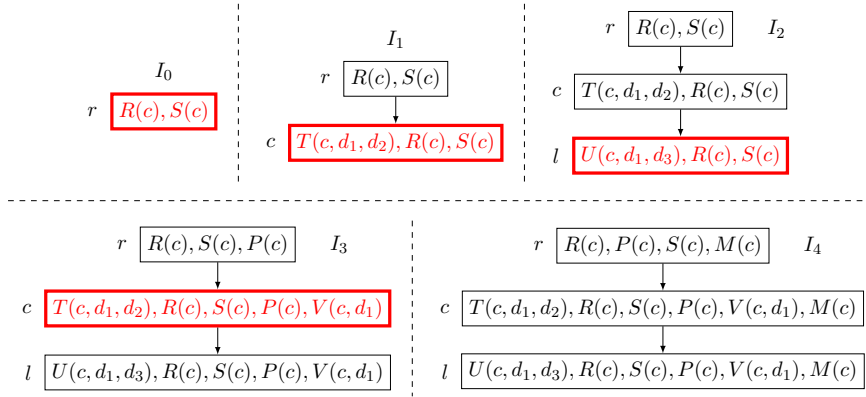 I₀
r R(c), S(c)
I₁
r R(c), S(c)
c T(c, d₁, d₂), R(c), S(c)
r R(c), S(c) I₂
c T(c, d₁, d₂), R(c), S(c)
l U(c, d₁, d₃), R(c), S(c)
r R(c), S(c), P(c) I₃
c T(c, d₁, d₂), R(c), S(c), P(c), V(c, d₁)
l U(c, d₁, d₃), R(c), S(c), P(c), V(c, d₁)
r R(c), P(c), S(c), M(c) I₄
c T(c, d₁, d₂), R(c), S(c), P(c), V(c, d₁), M(c)
l U(c, d₁, d₃), R(c), S(c), P(c), V(c, d₁), M(c)